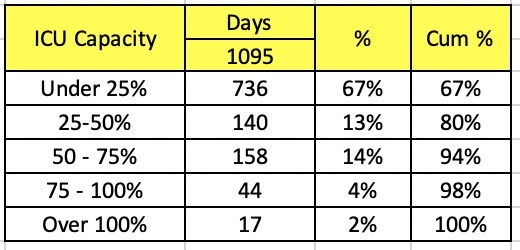 ICU Capacity Days % Cum %
1095
Under 25% 736 67% 67%
25-50% 140 13% 80%
50 - 75% 158 14% 94%
75 - 100% 44 4% 98%
Over 100% 17 2% 100%